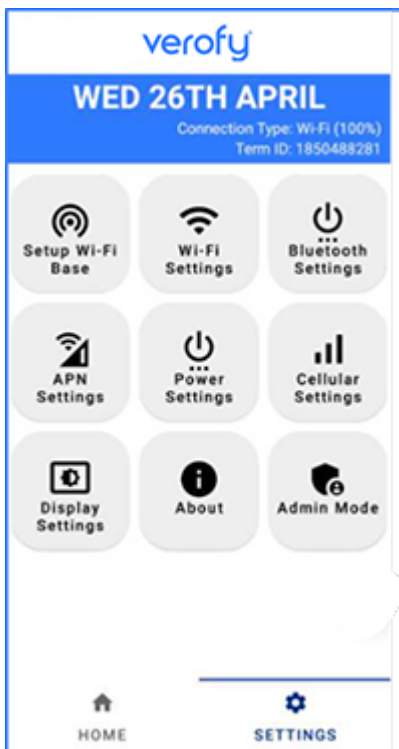 verofy
WED 26TH APRIL
Connection Type: Wi-Fi (100%)
Term ID: 1850488281
Setup Wi-Fi
Base
Wi-Fi
Settings
Bluetooth
Settings
APN
Settings
Power
Settings
Cellular
Settings
Display
Settings
About
Admin Mode
HOME
SETTINGS